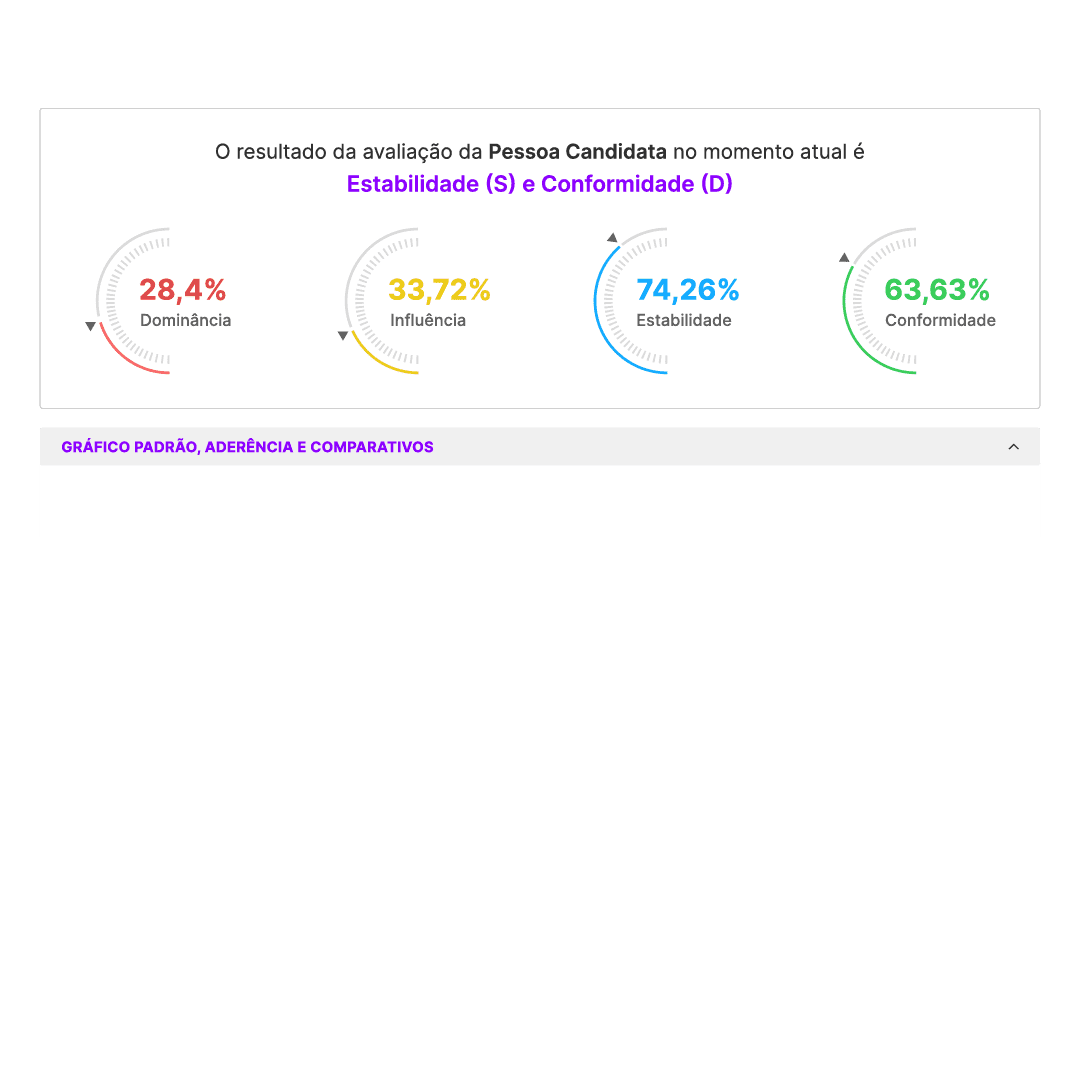 O resultado da avaliação da Pessoa Candidata no momento atual é
Estabilidade (S) e Conformidade (D)
28,4%
Dominância
33,72%
Influência
74,26%
Estabilidade
63,63%
Conformidade
GRÁFICO PADRÃO, ADERÊNCIA E COMPARATIVOS